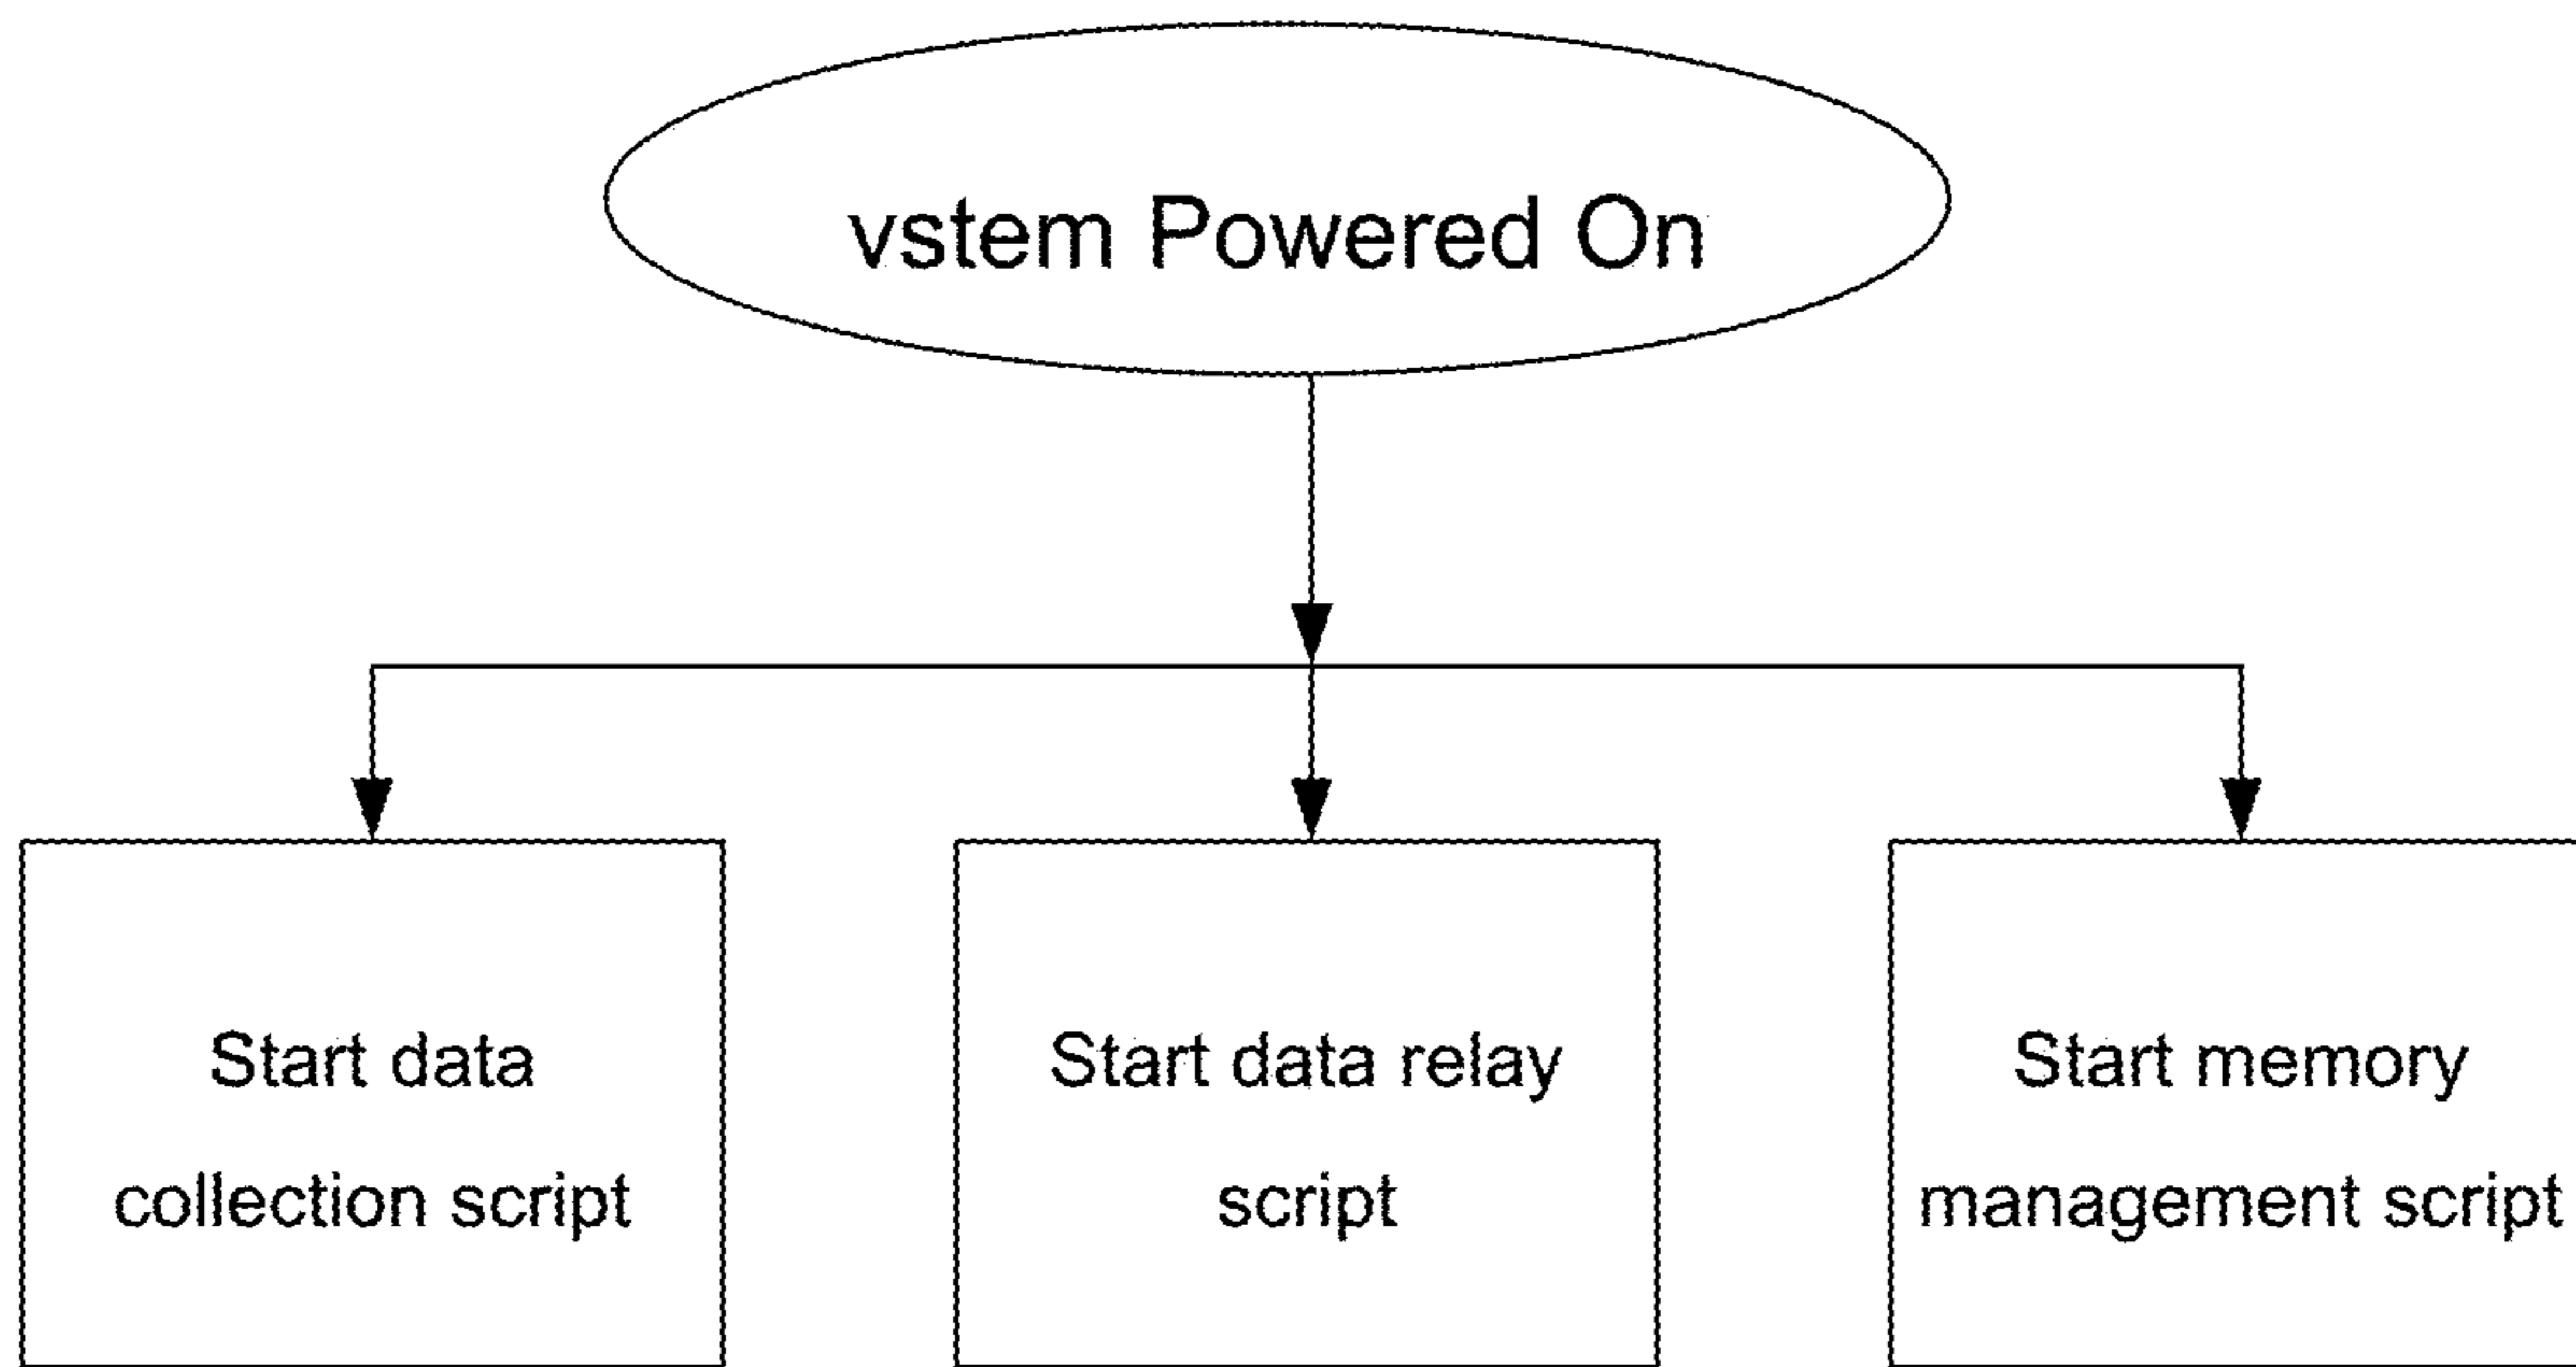 vstem Powered On
Start data
collection script
Start data relay
script
Start memory
management script